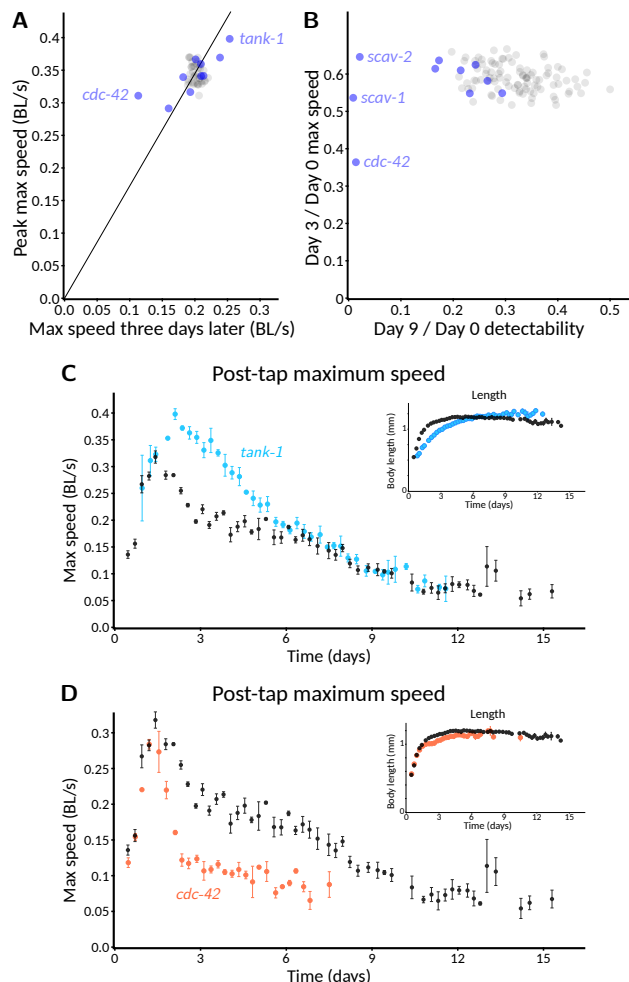 A
Peak max speed (BL/s)
0.4
0.35
0.3
0.25
0.2
0.15
0.1
0.05
0.0
tank-1
cdc-42
0.0 0.05 0.1 0.15 0.2 0.25 0.3
Max speed three days later (BL/s)
B
Day 3 / Day 0 max speed
0.6
0.5
0.4
0.3
0.2
0.1
0
scav-2
scav-1
cdc-42
0 0.1 0.2 0.3 0.4 0.5
Day 9 / Day 0 detectability
C
Post-tap maximum speed
Max speed (BL/s)
0.4
0.35
0.3
0.25
0.2
0.15
0.1
0.05
0.0
tank-1
0 3 6 9 12 15
Time (days)
Length
Body length (mm)
1
0 3 6 9 12 15
Time (days)
D
Post-tap maximum speed
Max speed (BL/s)
0.3
0.25
0.2
0.15
0.1
0.05
0.0
cdc-42
0 3 6 9 12 15
Time (days)
Length
Body length (mm)
1
0 3 6 9 12 15
Time (days)